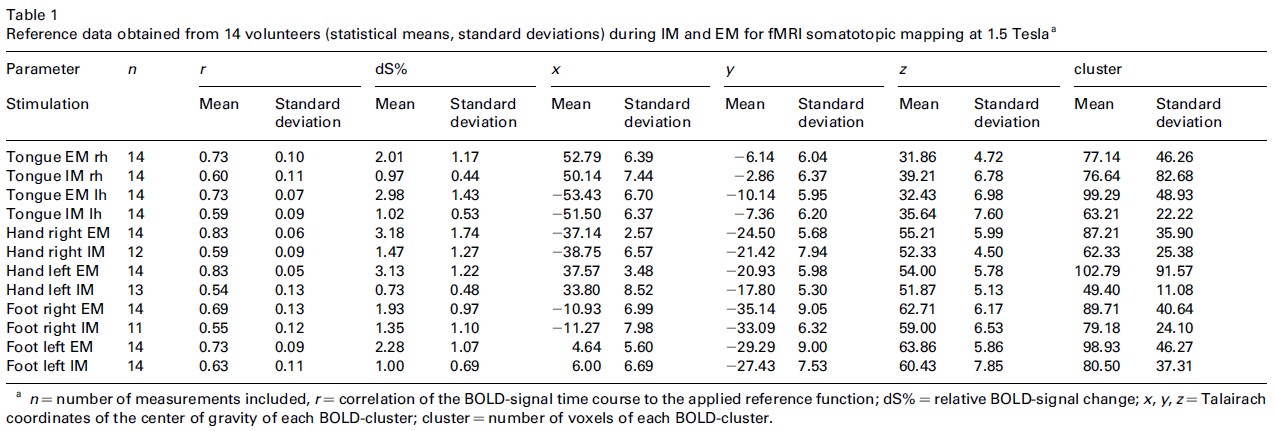 Table 1
Reference data obtained from 14 volunteers (statistical means, standard deviations) during IM and EM for fMRI somatotopic mapping at 1.5 Teslaᵃ
Parameter n r dS% x y z cluster
Stimulation Mean Standard deviation Mean Standard deviation Mean Standard deviation Mean Standard deviation Mean Standard deviation Mean Standard deviation
Tongue EM rh 14 0.73 0.10 2.01 1.17 52.79 6.39 −6.14 6.04 31.86 4.72 77.14 46.26
Tongue IM rh 14 0.60 0.11 0.97 0.44 50.14 7.44 −2.86 6.37 39.21 6.78 76.64 82.68
Tongue EM lh 14 0.73 0.07 2.98 1.43 −53.43 6.70 −10.14 5.95 32.43 6.98 99.29 48.93
Tongue IM lh 14 0.59 0.09 1.02 0.53 −51.50 6.37 −7.36 6.20 35.64 7.60 63.21 22.22
Hand right EM 14 0.83 0.06 3.18 1.74 −37.14 2.57 −24.50 5.68 55.21 5.99 87.21 35.90
Hand right IM 12 0.59 0.09 1.47 1.27 −38.75 6.57 −21.42 7.94 52.33 4.50 62.33 25.38
Hand left EM 14 0.83 0.05 3.13 1.22 37.57 3.48 −20.93 5.98 54.00 5.78 102.79 91.57
Hand left IM 13 0.54 0.13 0.73 0.48 33.80 8.52 −17.80 5.30 51.87 5.13 49.40 11.08
Foot right EM 14 0.69 0.13 1.93 0.97 −10.93 6.99 −35.14 9.05 62.71 6.17 89.71 40.64
Foot right IM 11 0.55 0.12 1.35 1.10 −11.27 7.98 −33.09 6.32 59.00 6.53 79.18 24.10
Foot left EM 14 0.73 0.09 2.28 1.07 4.64 5.60 −29.29 9.00 63.86 5.86 98.93 46.27
Foot left IM 14 0.63 0.11 1.00 0.69 6.00 6.69 −27.43 7.53 60.43 7.85 80.50 37.31
ᵃ n = number of measurements included, r = correlation of the BOLD-signal time course to the applied reference function; dS% = relative BOLD-signal change; x, y, z = Talairach
coordinates of the center of gravity of each BOLD-cluster; cluster = number of voxels of each BOLD-cluster.